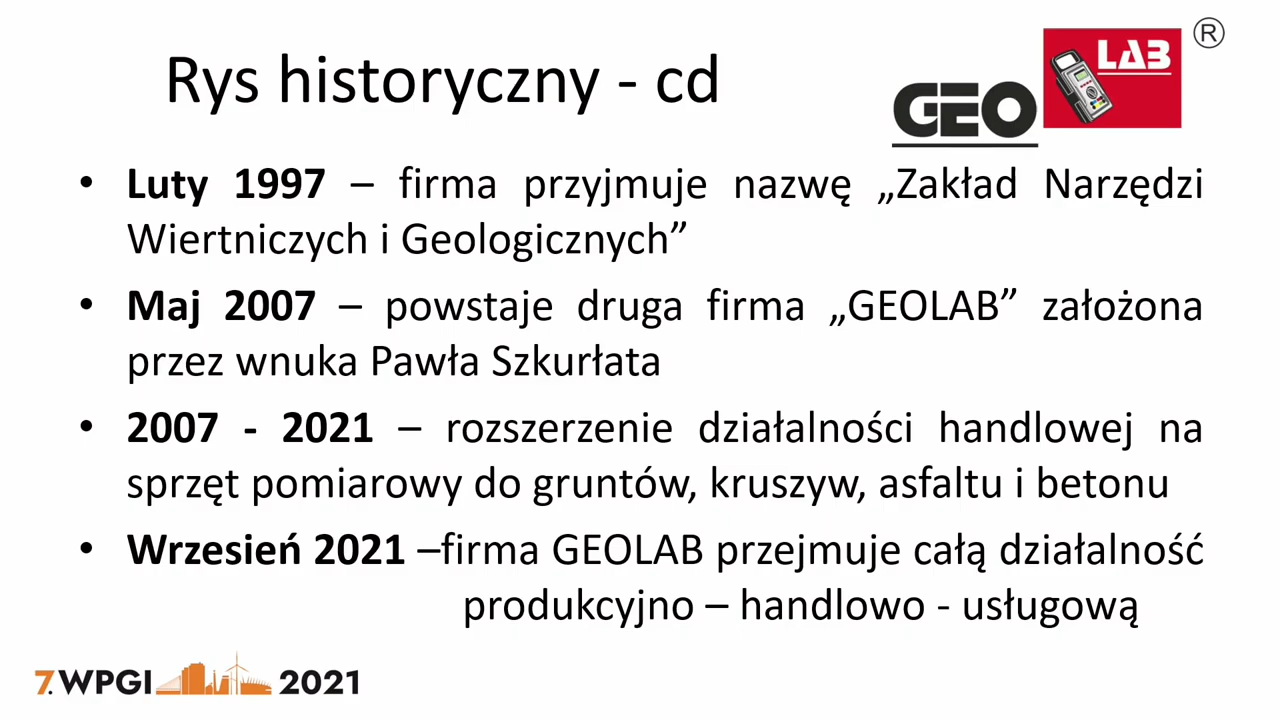 Rys historyczny - cd
GEO LAB ®
• Luty 1997 – firma przyjmuje nazwę „Zakład Narzędzi
Wiertniczych i Geologicznych”
• Maj 2007 – powstaje druga firma „GEOLAB” założona
przez wnuka Pawła Szkurłata
• 2007 - 2021 – rozszerzenie działalności handlowej na
sprzęt pomiarowy do gruntów, kruszyw, asfaltu i betonu
• Wrzesień 2021 –firma GEOLAB przejmuje całą działalność
produkcyjno – handlowo - usługową
7. WPGI 2021